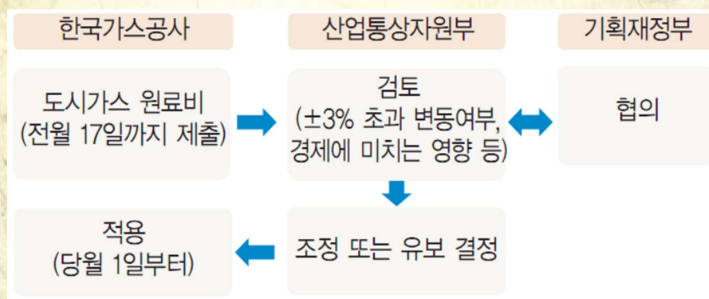 한국가스공사
산업통상자원부
기획재정부
도시가스 원료비
(전월 17일까지 제출)
검토
(±3% 초과 변동여부,
경제에 미치는 영향 등)
협의
조정 또는 유보 결정
적용
(당월 1일부터)